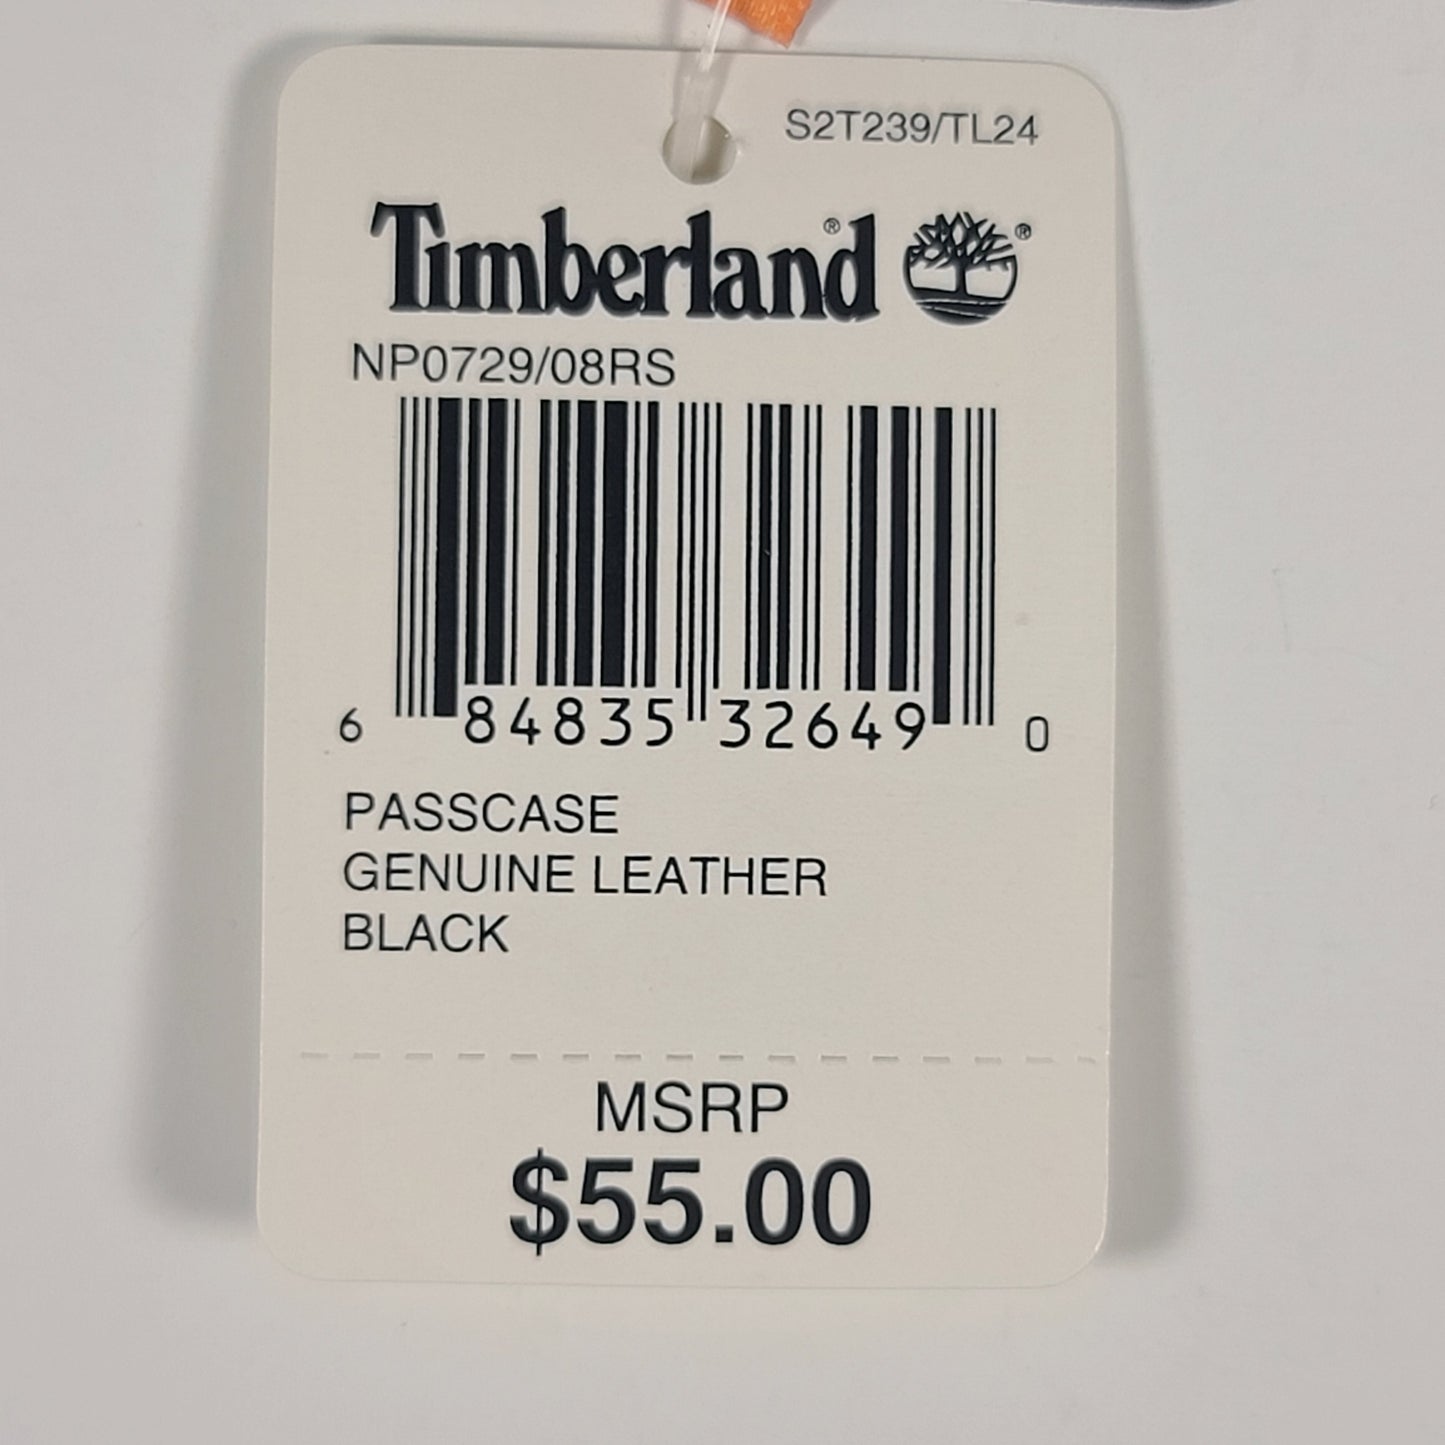 S2T239/TL24
Timberland® ®
NP0729/08RS
6 84835 32649 0
PASSCASE
GENUINE LEATHER
BLACK
MSRP
$55.00